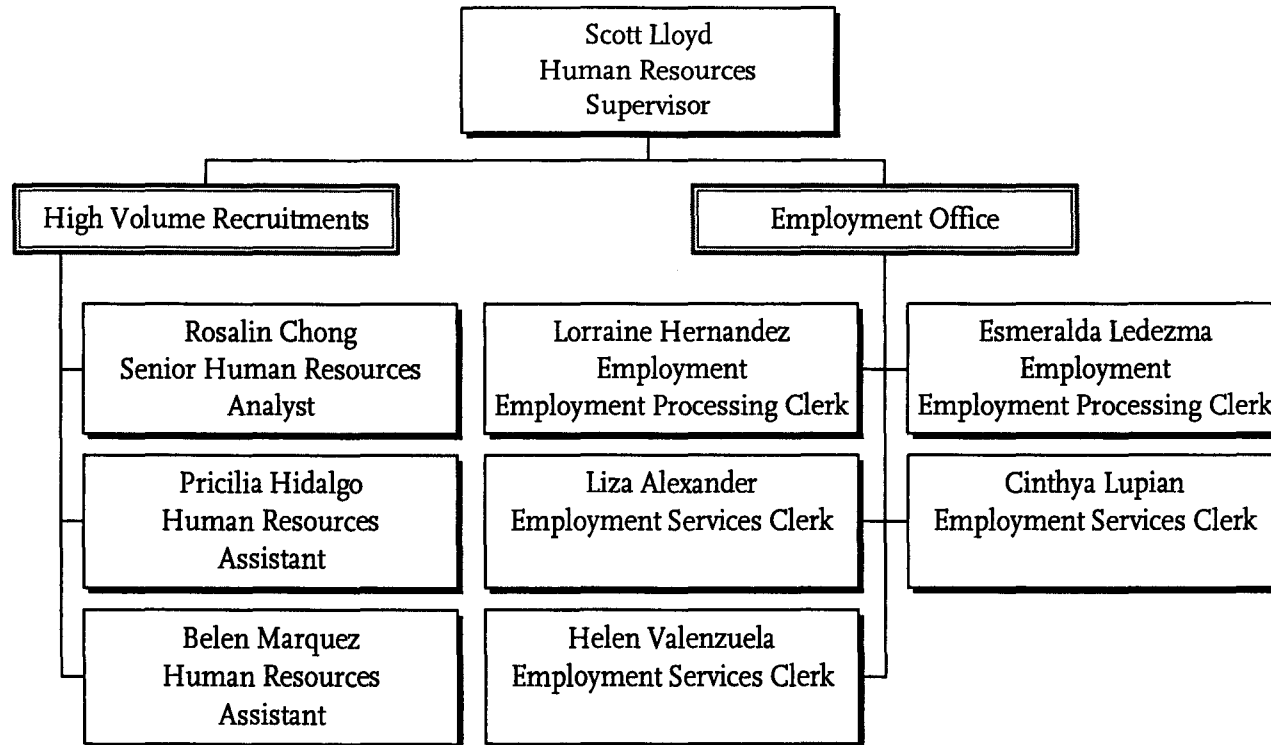 Scott Lloyd
Human Resources
Supervisor
High Volume Recruitments
Employment Office
Rosalin Chong
Senior Human Resources
Analyst
Lorraine Hernandez
Employment
Employment Processing Clerk
Esmeralda Ledezma
Employment
Employment Processing Clerk
Pricilia Hidalgo
Human Resources
Assistant
Liza Alexander
Employment Services Clerk
Cinthya Lupian
Employment Services Clerk
Belen Marquez
Human Resources
Assistant
Helen Valenzuela
Employment Services Clerk